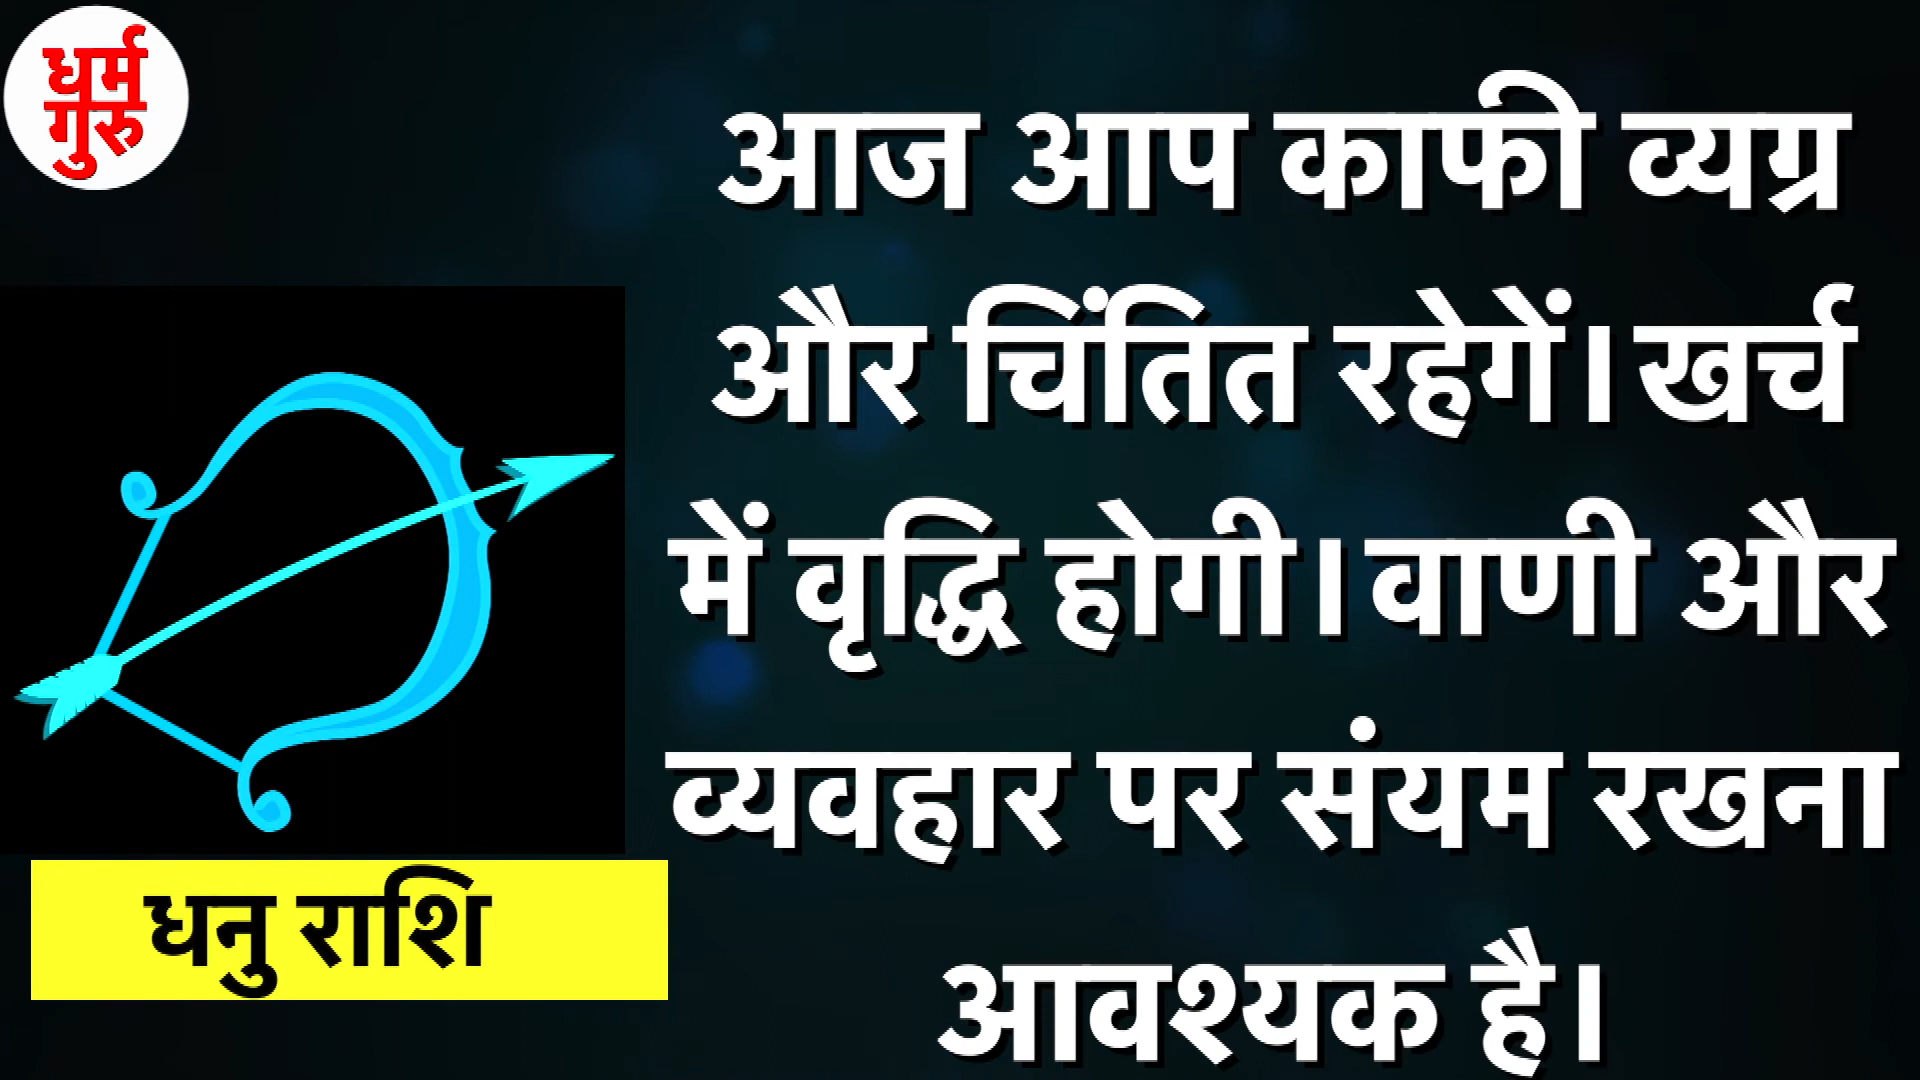 धर्म
गुरु
आज आप काफी व्यग्र
और चिंतित रहेगें। खर्च
में वृद्धि होगी। वाणी और
व्यवहार पर संयम रखना
आवश्यक है।
धनु राशि